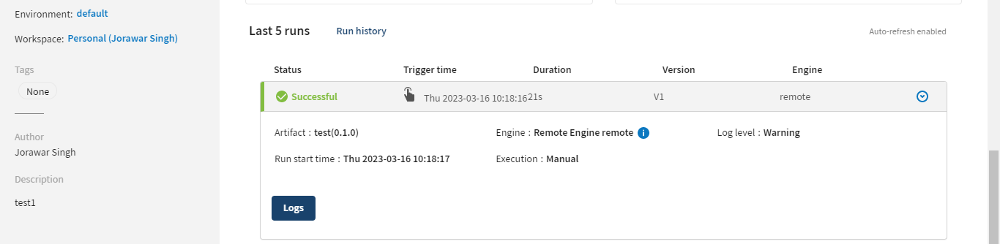 Environment: default
Workspace: Personal (Jorawar Singh)
Tags
None
Author
Jorawar Singh
Description
test1
Last 5 runs Run history Auto-refresh enabled
Status Trigger time Duration Version Engine
Successful Thu 2023-03-16 10:18:16 21s V1 remote
Artifact : test(0.1.0) Engine : Remote Engine remote i Log level : Warning
Run start time : Thu 2023-03-16 10:18:17 Execution : Manual
Logs